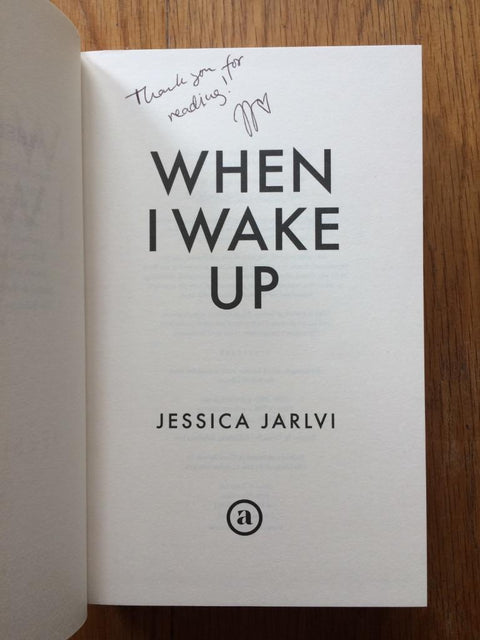 Thank you for
reading!
JJ♡
WHEN
I WAKE
UP
JESSICA JARLVI
a